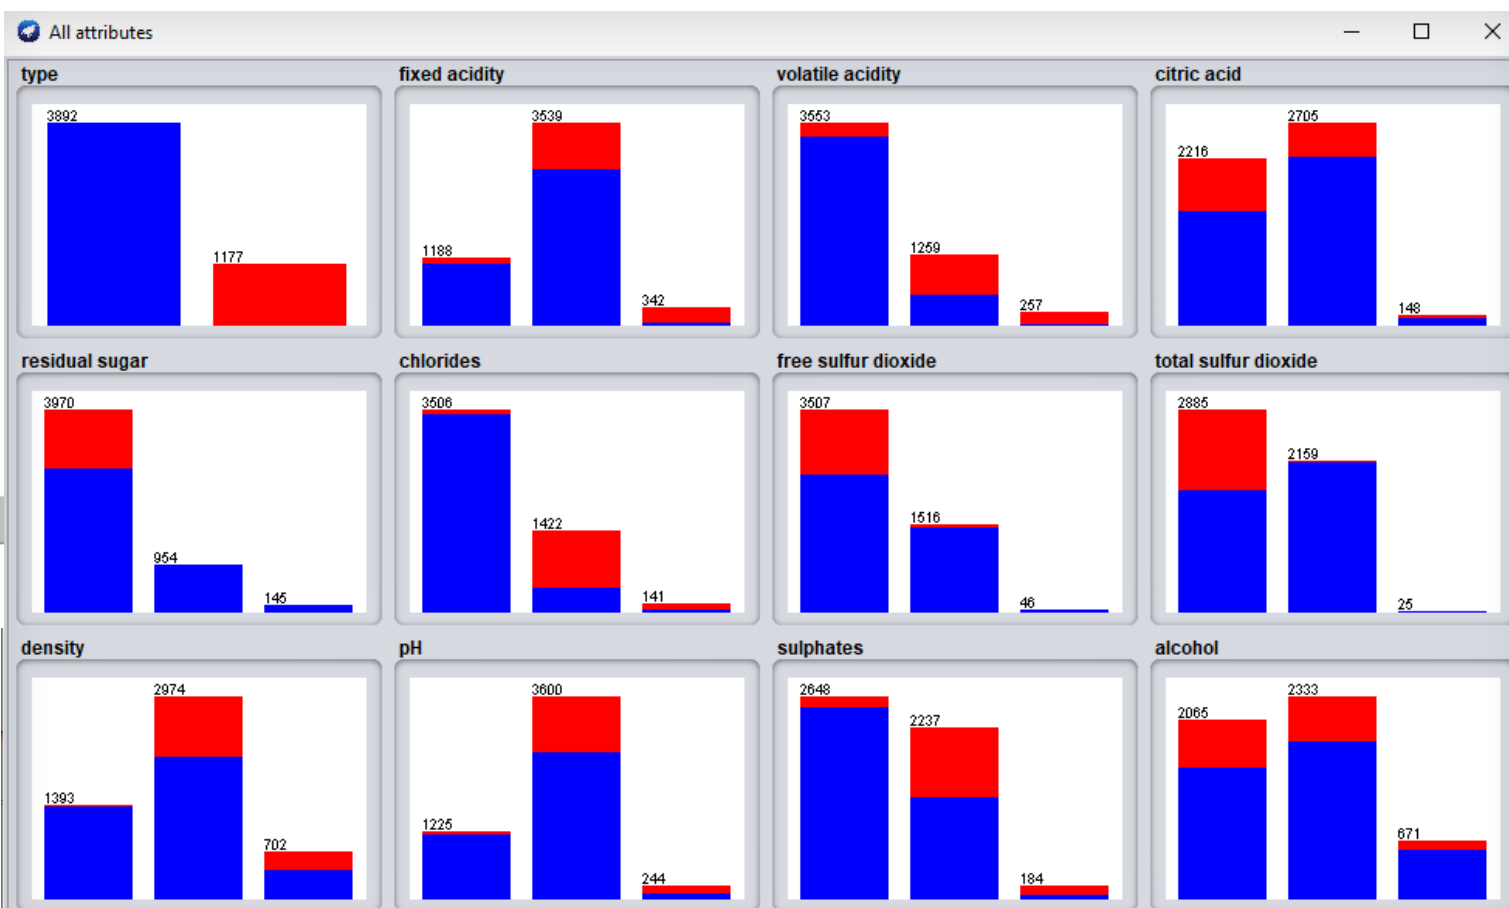 All attributes
type
fixed acidity
volatile acidity
citric acid
3892
1177
1188
3539
342
3553
1259
257
2216
2705
148
residual sugar
chlorides
free sulfur dioxide
total sulfur dioxide
3970
954
145
3506
1422
141
3507
1516
46
2885
2159
25
density
pH
sulphates
alcohol
1393
2974
702
1225
3600
244
2648
2237
184
2065
2333
671